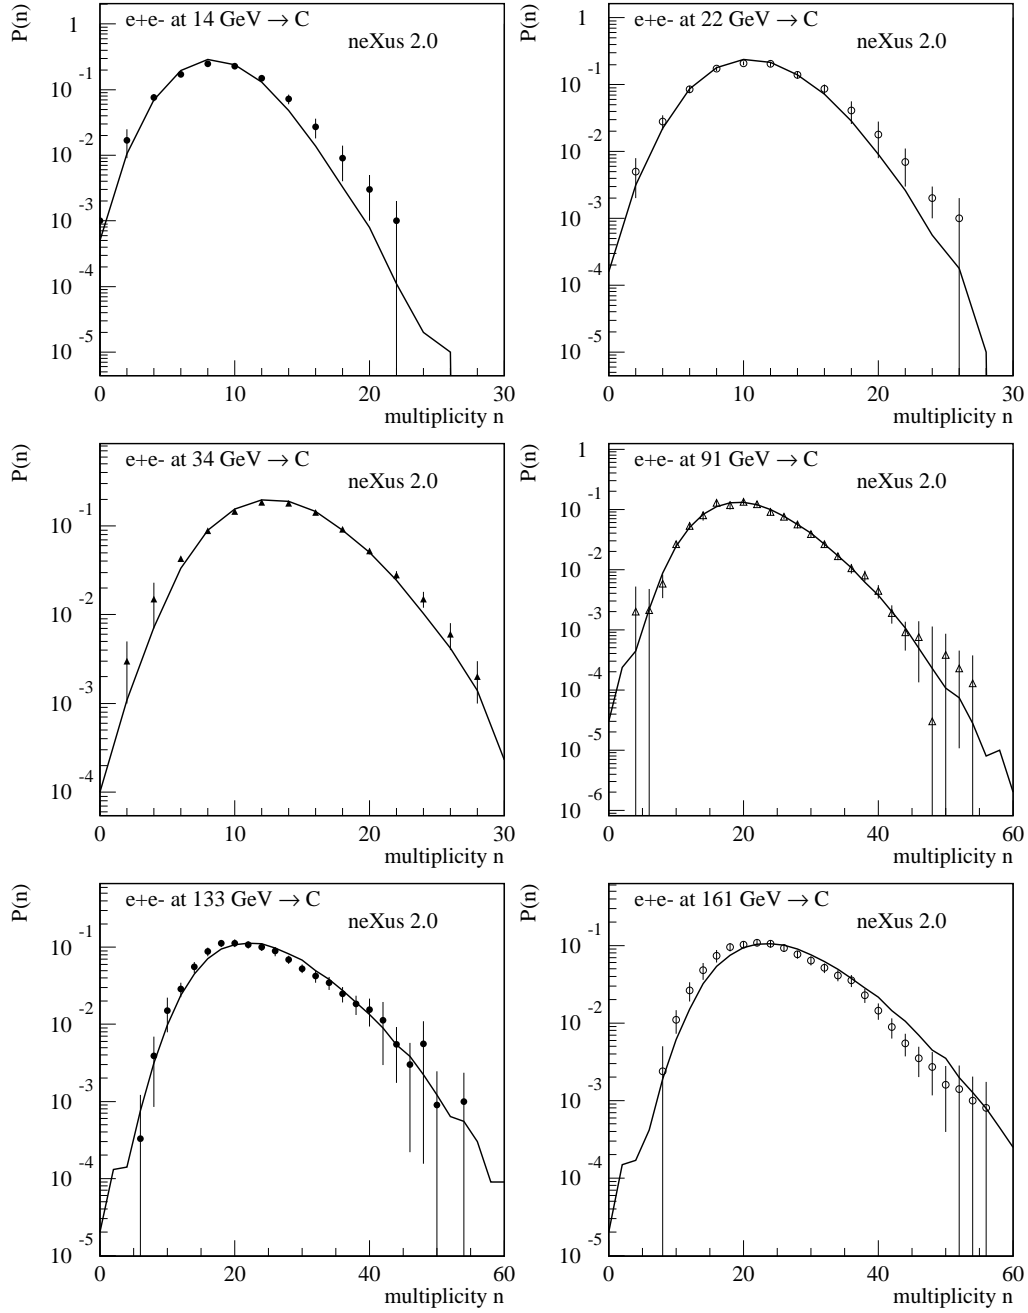 e+e- at 14 GeV → C
neXus 2.0
P(n)
1
10 -1
10 -2
10 -3
10 -4
10 -5
0 10 20 30
multiplicity n
e+e- at 22 GeV → C
neXus 2.0
P(n)
1
10 -1
10 -2
10 -3
10 -4
10 -5
0 10 20 30
multiplicity n
e+e- at 34 GeV → C
neXus 2.0
P(n)
10 -1
10 -2
10 -3
10 -4
0 10 20 30
multiplicity n
e+e- at 91 GeV → C
neXus 2.0
P(n)
1
10 -1
10 -2
10 -3
10 -4
10 -5
10 -6
0 20 40 60
multiplicity n
e+e- at 133 GeV → C
neXus 2.0
P(n)
10 -1
10 -2
10 -3
10 -4
10 -5
0 20 40 60
multiplicity n
e+e- at 161 GeV → C
neXus 2.0
P(n)
10 -1
10 -2
10 -3
10 -4
10 -5
0 20 40 60
multiplicity n